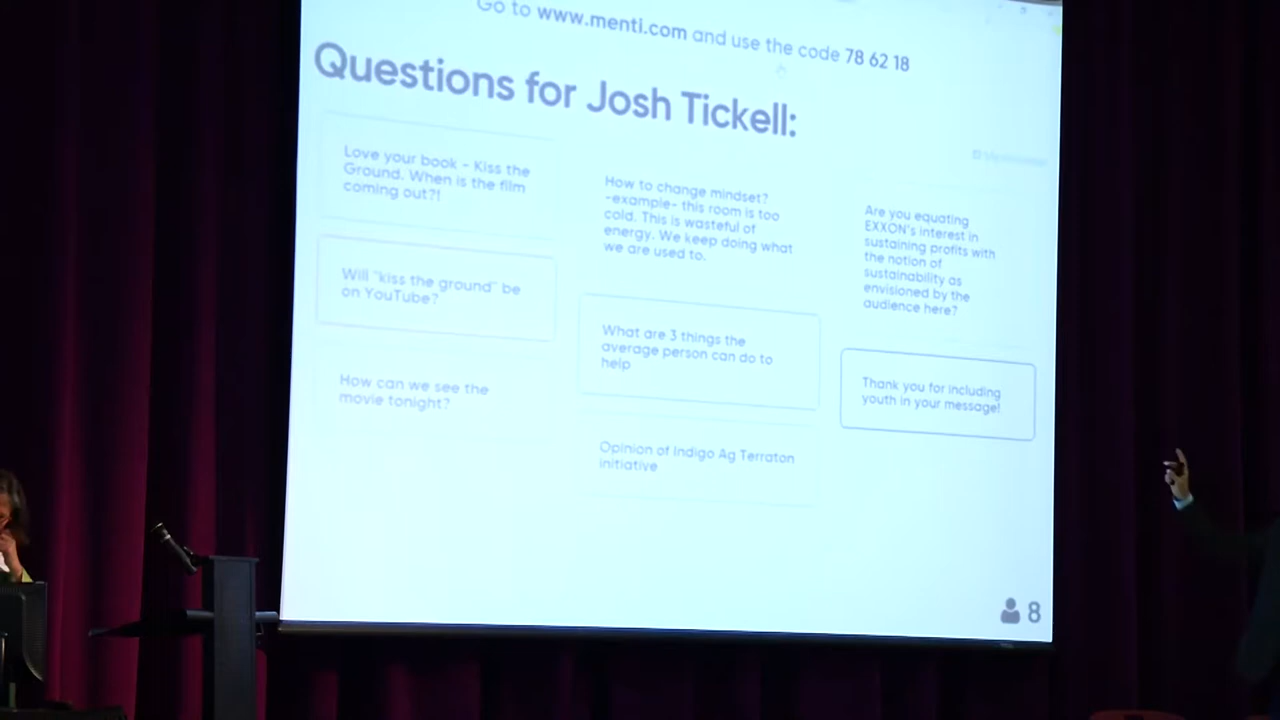 Go to www.menti.com and use the code 78 62 18
Questions for Josh Tickell:
Love your book - Kiss the
Ground. When is the film
coming out?!
Will "kiss the ground" be
on YouTube?
How can we see the
movie tonight?
How to change mindset?
-example- this room is too
cold. This is wasteful of
energy. We keep doing what
we are used to.
What are 3 things the
average person can do to
help
Opinion of Indigo Ag Terraton
initiative
Are you equating
EXXON's interest in
sustaining profits with
the notion of
sustainability as
envisioned by the
audience here?
Thank you for including
youth in your message!
8